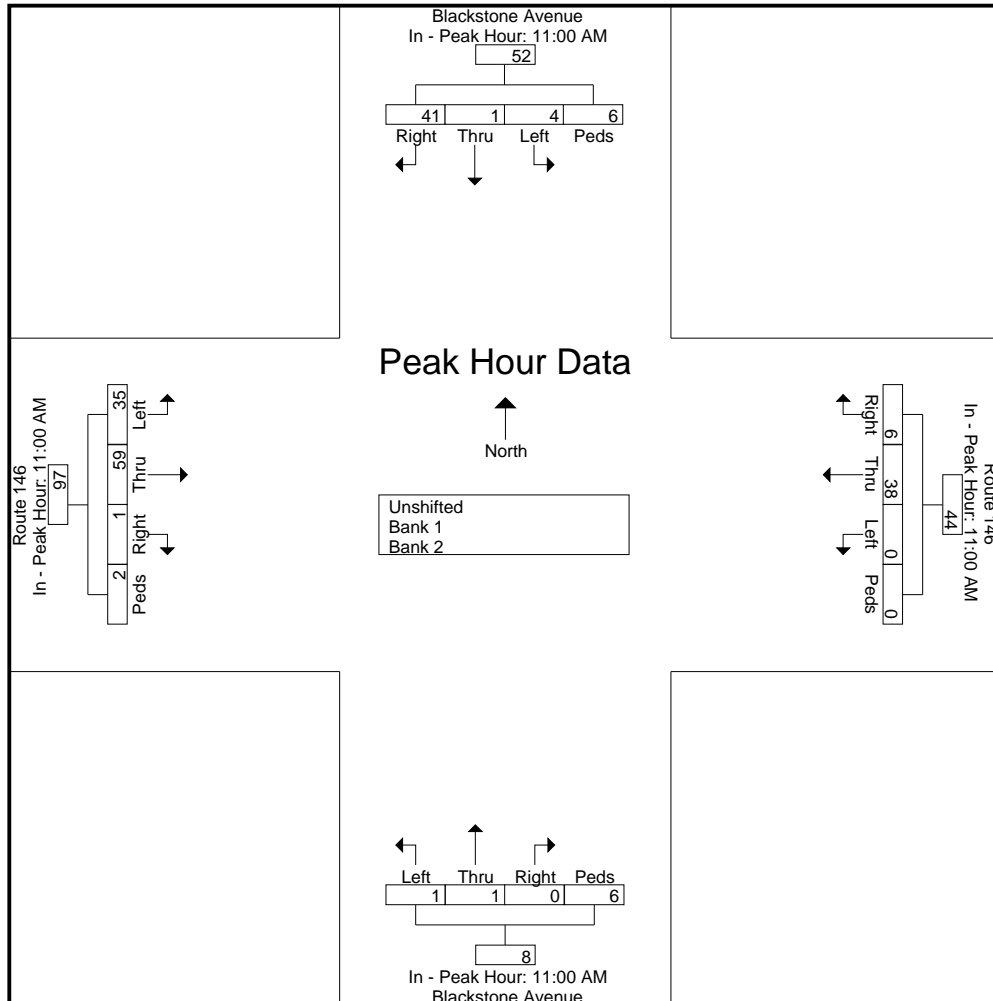 Blackstone Avenue
In - Peak Hour: 11:00 AM
52
41 1 4 6
Right Thru Left Peds
Peak Hour Data
North
Unshifted
Bank 1
Bank 2
Route 146
In - Peak Hour: 11:00 AM
97
35 59 1 2
Left Thru Right Peds
Route 146
In - Peak Hour: 11:00 AM
44
6 38 0 0
Right Thru Left Peds
Left Thru Right Peds
1 1 0 6
8
In - Peak Hour: 11:00 AM
Blackstone Avenue